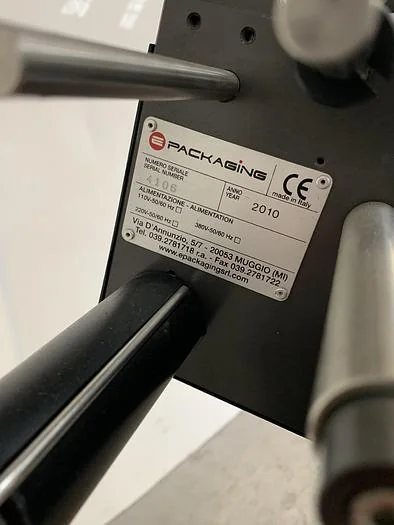 e PACKAGING
NUMERO SERIALE
SERIAL NUMBER
4106
ANNO
YEAR
2010
CE
made in Italy
ALIMENTAZIONE - ALIMENTATION
110V-50/60 Hz
220V-50/60 Hz
380V-50/60 Hz
Via D'Annunzio, 5/7 - 20053 MUGGIO (MI)
Tel. 039.2781718 r.a. - Fax 039.2781722
www.epackagingsrl.com